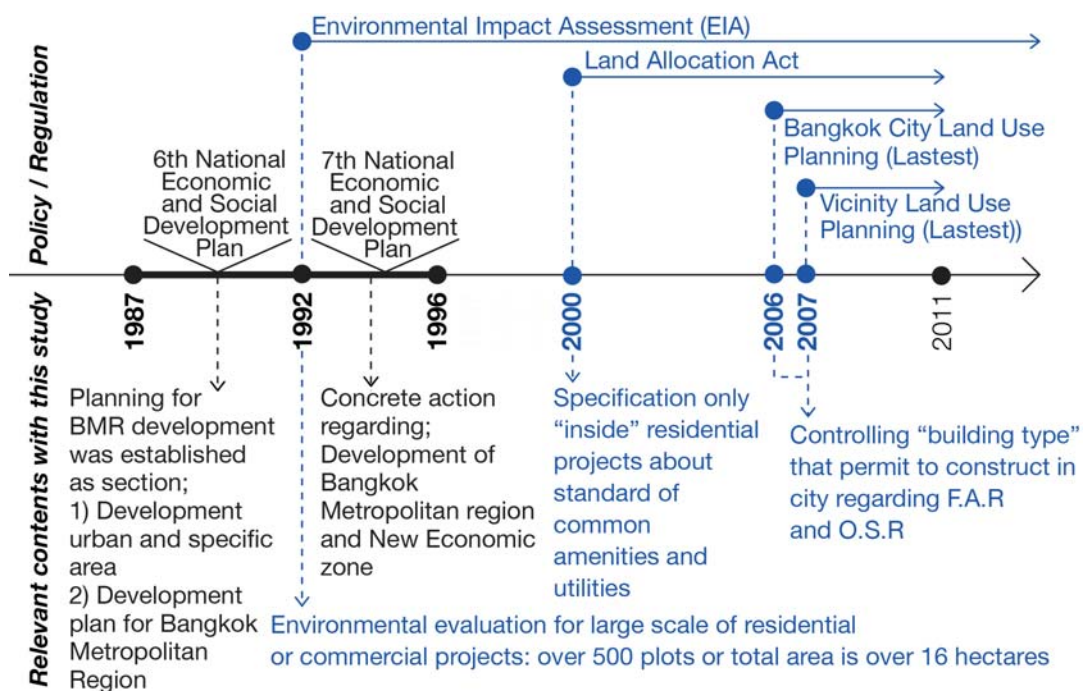 Policy / Regulation
Environmental Impact Assessment (EIA)
Land Allocation Act
Bangkok City Land Use
Planning (Lastest)
Vicinity Land Use
Planning (Lastest))
6th National
Economic
and Social
Development
Plan
7th National
Economic
and Social
Development
Plan
1987
1992
1996
2000
2006
2007
2011
Relevant contents with this study
Planning for
BMR development
was established
as section;
1) Development
urban and specific
area
2) Development
plan for Bangkok
Metropolitan
Region
Concrete action
regarding;
Development of
Bangkok
Metropolitan region
and New Economic
zone
Specification only
“inside” residential
projects about
standard of
common
amenities and
utilities
Controlling “building type”
that permit to construct in
city regarding F.A.R
and O.S.R
Environmental evaluation for large scale of residential
or commercial projects: over 500 plots or total area is over 16 hectares